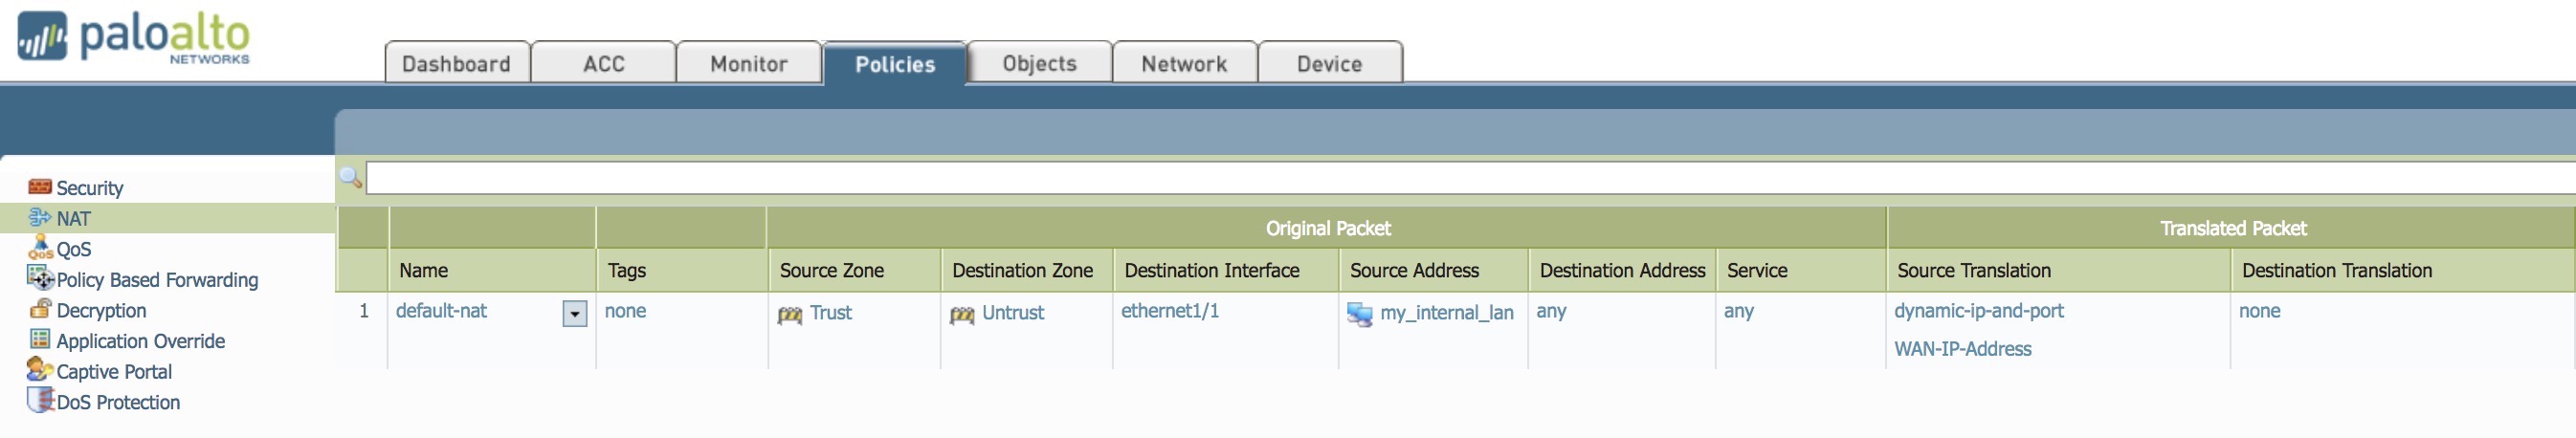 paloalto
NETWORKS
Dashboard ACC Monitor Policies Objects Network Device
Security
NAT
QoS
QoS
Policy Based Forwarding
Decryption
Application Override
Captive Portal
DoS Protection
Original Packet Translated Packet
Name Tags Source Zone Destination Zone Destination Interface Source Address Destination Address Service Source Translation Destination Translation
1 default-nat none Trust Untrust ethernet1/1 my_internal_lan any any dynamic-ip-and-port none
WAN-IP-Address